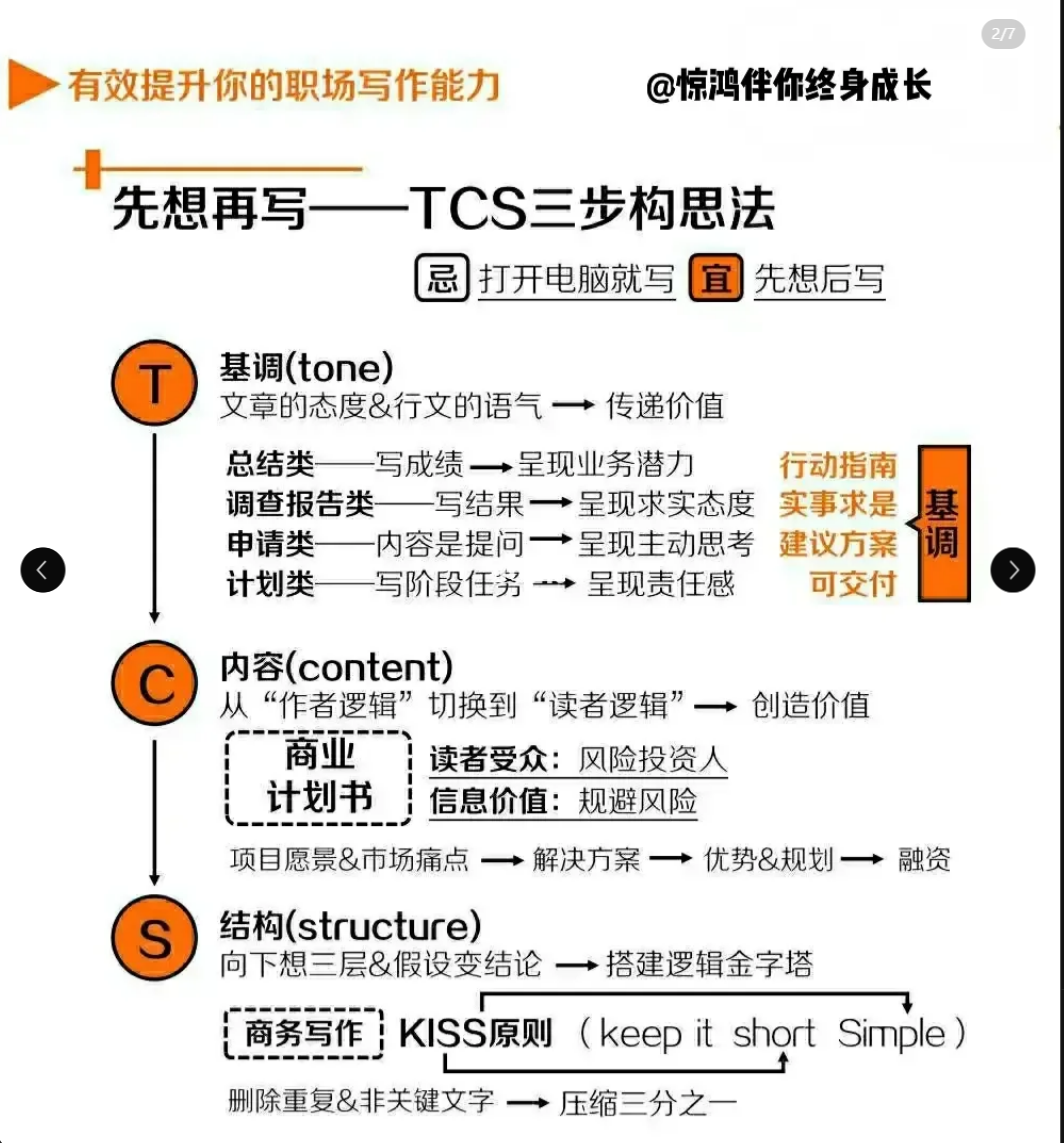 2/7
有效提升你的职场写作能力
@惊鸿伴你终身成长
先想再写——TCS三步构思法
忌 打开电脑就写 宜 先想后写
T
基调(tone)
文章的态度&行文的语气→传递价值
总结类——写成绩→呈现业务潜力 行动指南
调查报告类——写结果→呈现求实态度 实事求是
申请类——内容是提问→呈现主动思考 建议方案
计划类——写阶段任务→呈现责任感 可交付
基调
C
内容(content)
从“作者逻辑”切换到“读者逻辑”→创造价值
商业
计划书
读者受众：风险投资人
信息价值：规避风险
项目愿景&市场痛点→解决方案→优势&规划→融资
S
结构(structure)
向下想三层&假设变结论→搭建逻辑金字塔
商务写作 KISS原则（keep it short Simple）
删除重复&非关键文字→压缩三分之一